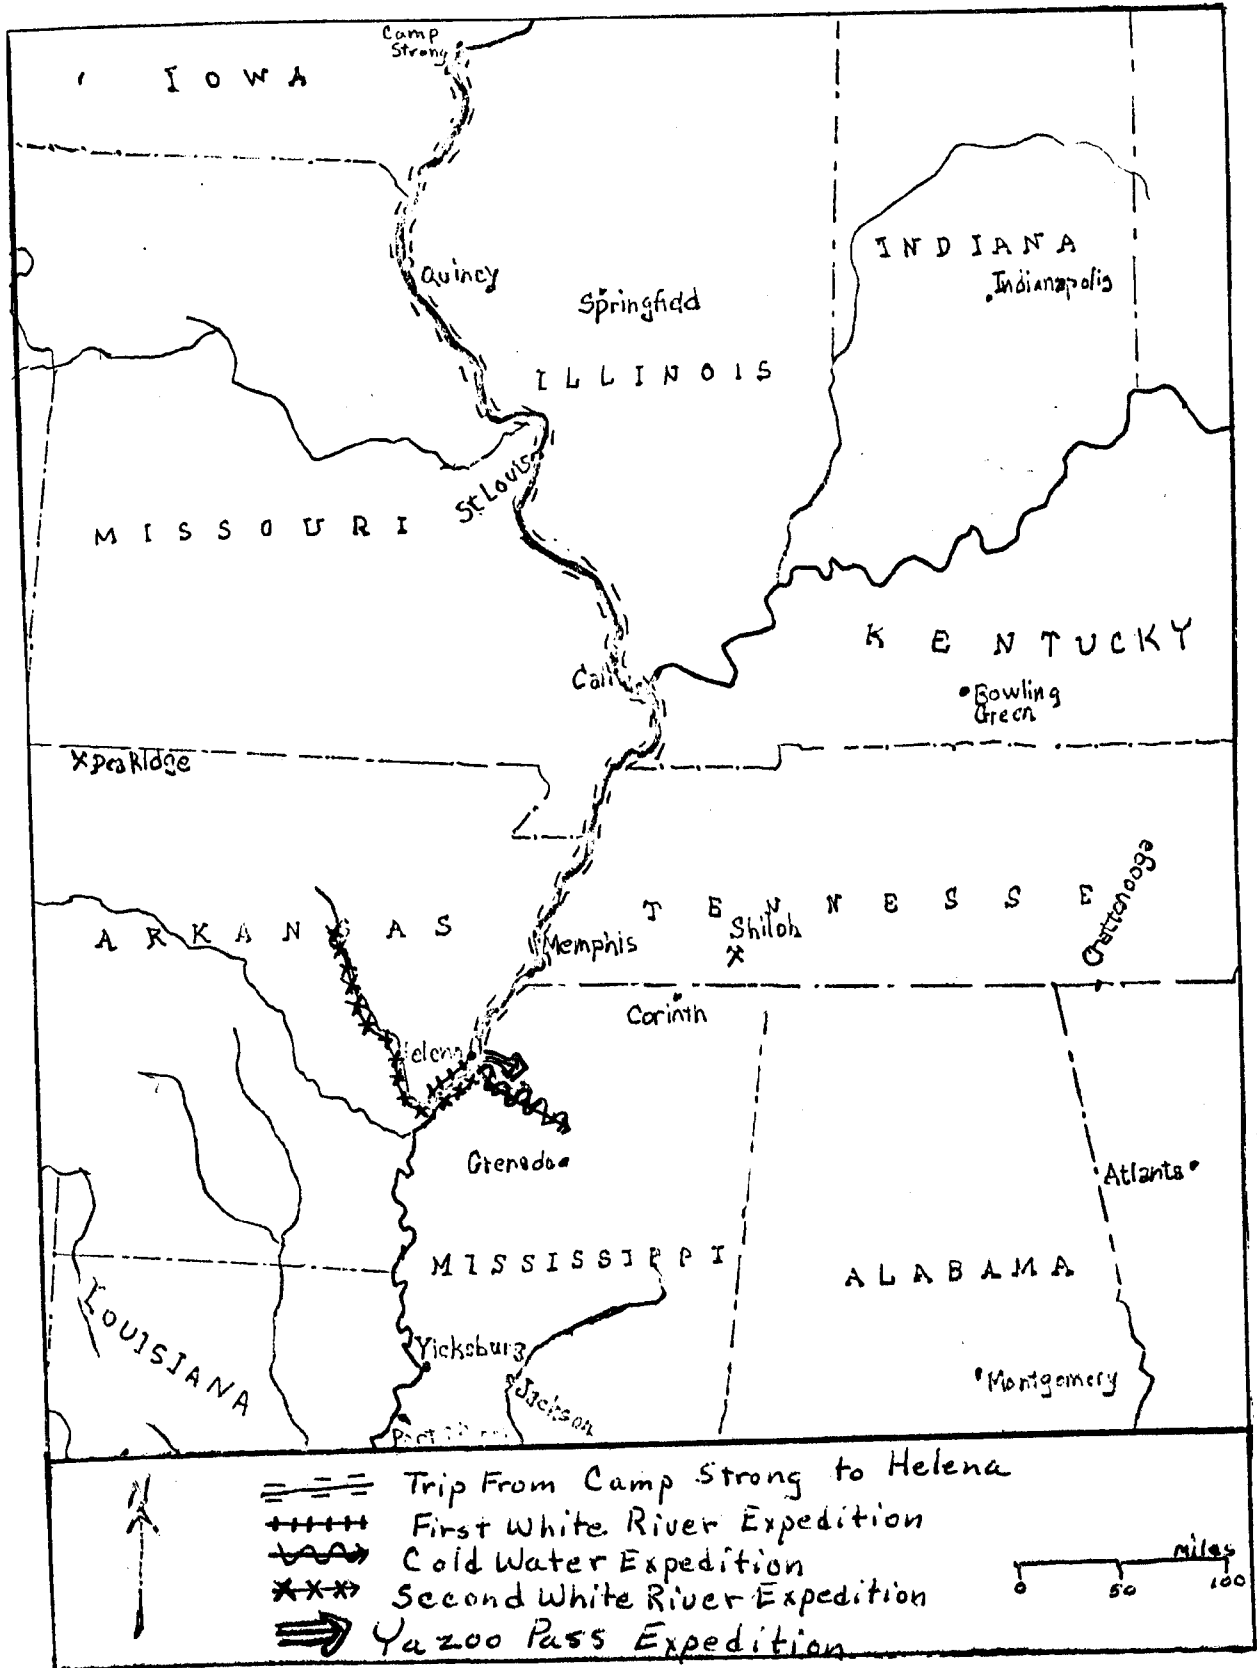 Camp
Strong
IOWA
Quincy
Springfield
INDIANA
Indianapolis
ILLINOIS
St Louis
MISSOURI
KENTUCKY
Bowling
Green
Pea Ridge
TENNESSE
Chattonooga
ARKANSAS
Memphis
Shiloh
Corinth
Helena
Grenada
Atlanta
MISSISSIPPI
ALABAMA
LOUISIANA
Vicksburg
Jackson
Montgomery
Port
Trip From Camp Strong to Helena
First White River Expedition
Cold Water Expedition
Second White River Expedition
Yazoo Pass Expedition
miles
0 50 100
N